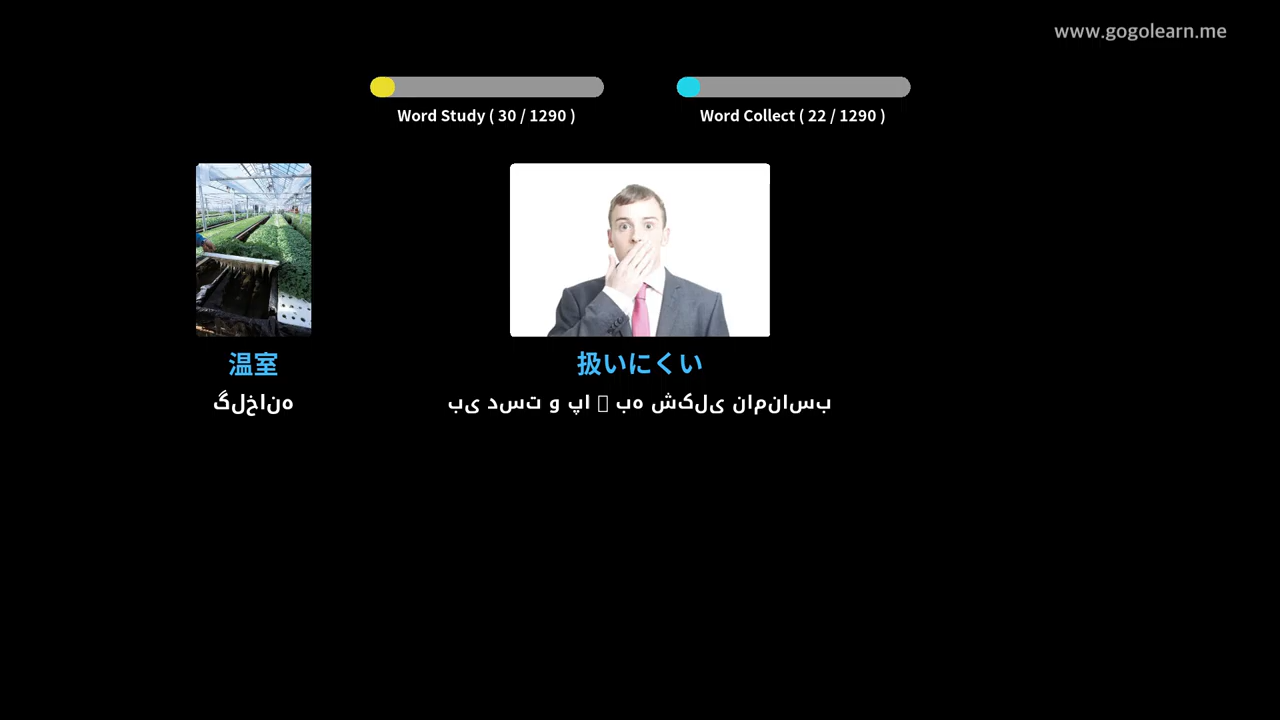 www.gogolearn.me
Word Study ( 30 / 1290 )
Word Collect ( 22 / 1290 )
温室
扱いにくい
گلخانه
بی دست و پا □ به شکلی نامناسب